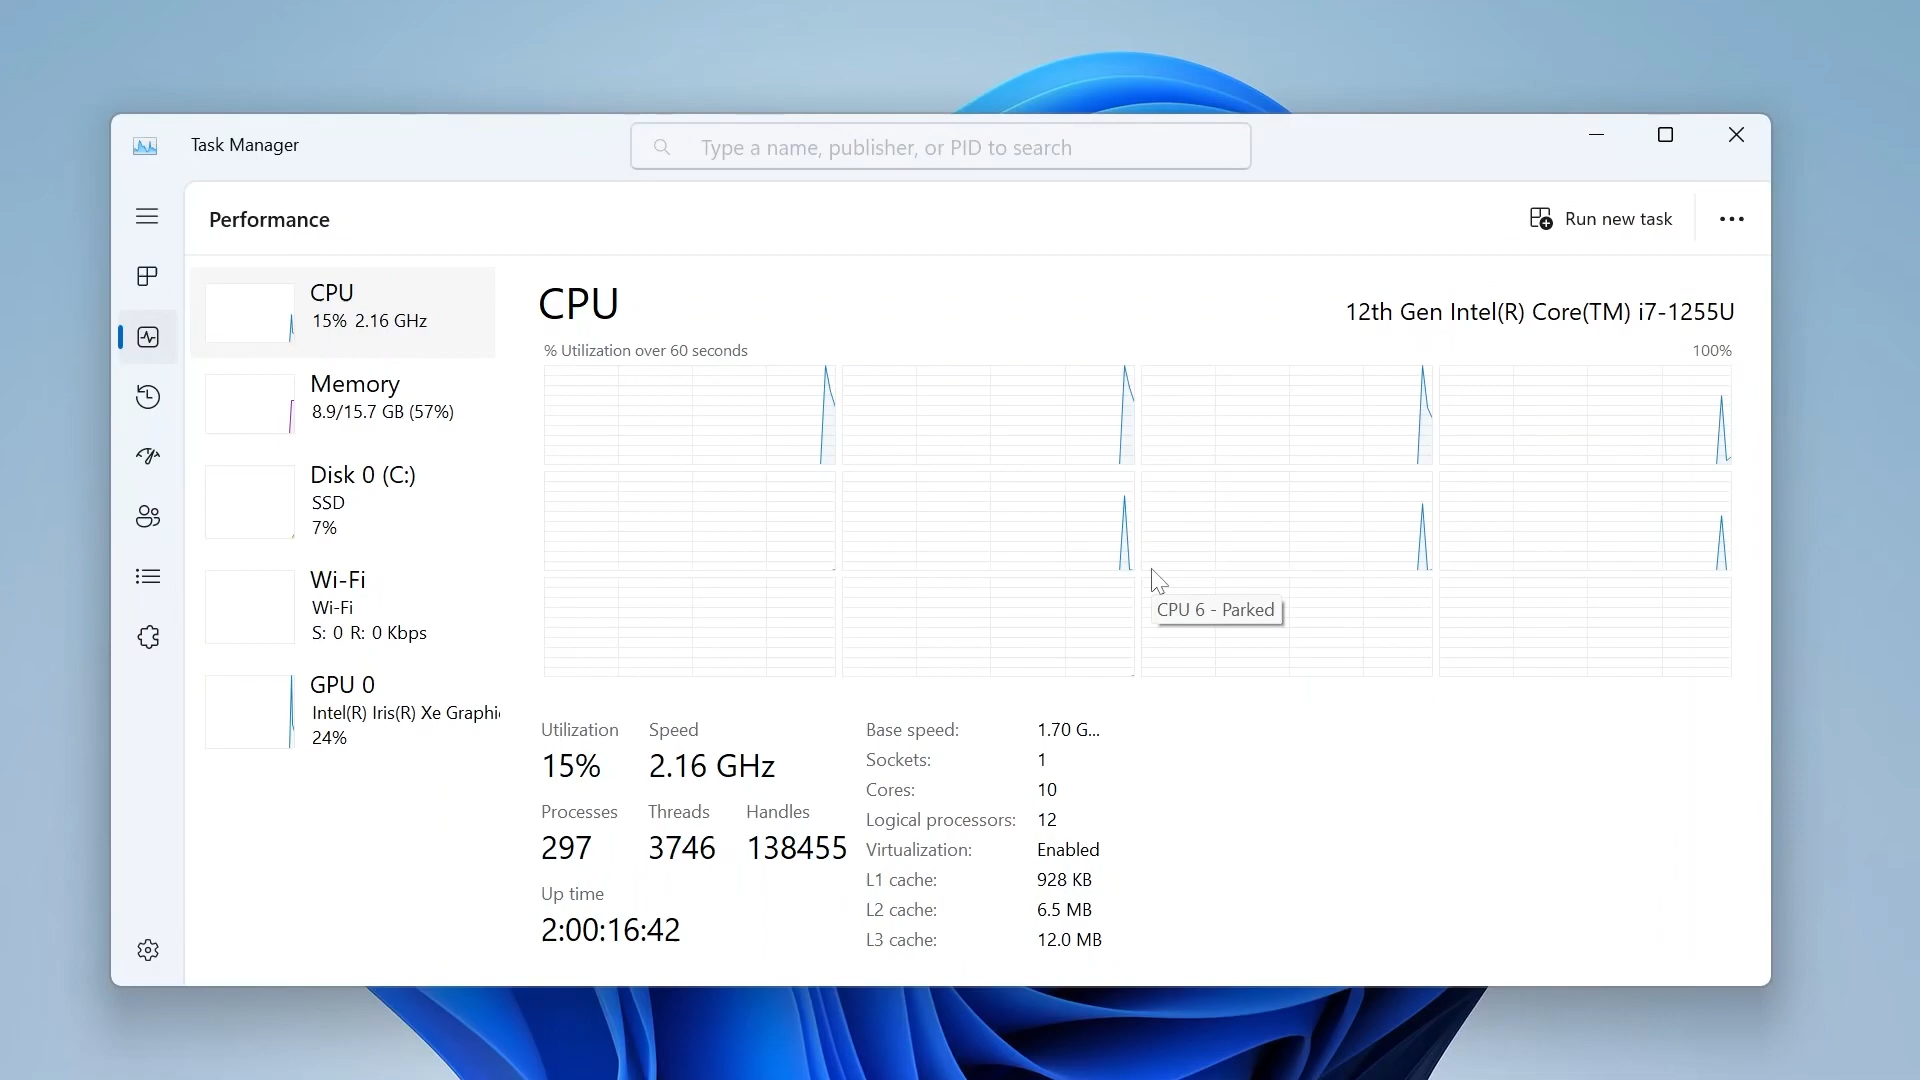 Task Manager
Type a name, publisher, or PID to search
Performance
Run new task
CPU
15% 2.16 GHz
Memory
8.9/15.7 GB (57%)
Disk 0 (C:)
SSD
7%
Wi-Fi
Wi-Fi
S: 0 R: 0 Kbps
GPU 0
Intel(R) Iris(R) Xe Graphi
24%
CPU
12th Gen Intel(R) Core(TM) i7-1255U
% Utilization over 60 seconds
100%
CPU 6 - Parked
Utilization
Speed
15%
2.16 GHz
Processes
Threads
Handles
297
3746
138455
Up time
2:00:16:42
Base speed: 1.70 G...
Sockets: 1
Cores: 10
Logical processors: 12
Virtualization: Enabled
L1 cache: 928 KB
L2 cache: 6.5 MB
L3 cache: 12.0 MB